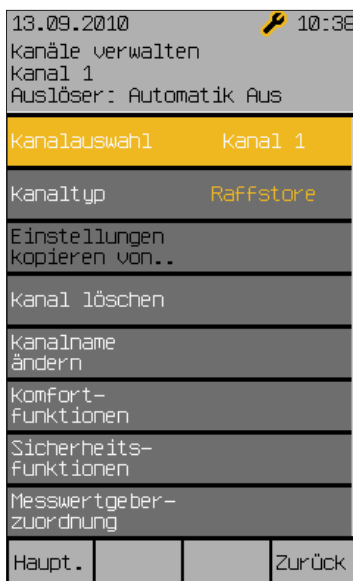 13.09.2010 10:38
Kanäle verwalten
Kanal 1
Auslöser: Automatik Aus
Kanalauswahl Kanal 1
Kanaltyp Raffstore
Einstellungen
kopieren von..
Kanal löschen
Kanalname
ändern
Komfort-
funktionen
Sicherheits-
funktionen
Messwertgeber-
zuordnung
Haupt. Zurück